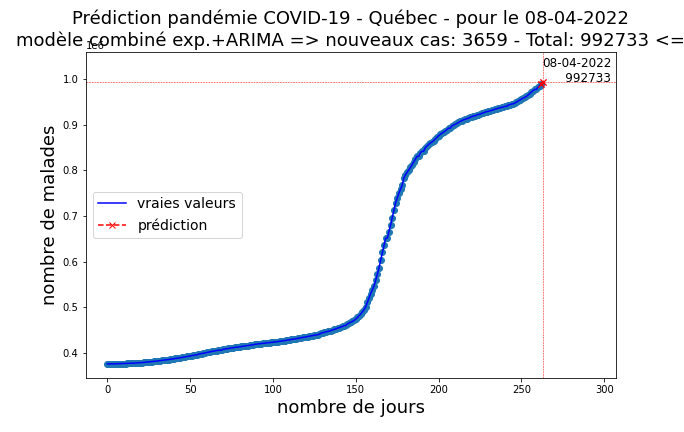 Prédiction pandémie COVID-19 - Québec - pour le 08-04-2022
modèle combiné exp.+ARIMA => nouveaux cas: 3659 - Total: 992733 <=
1e6
08-04-2022
992733
1.0
0.9
0.8
0.7
0.6
0.5
0.4
nombre de malades
vraies valeurs
prédiction
0 50 100 150 200 250 300
nombre de jours